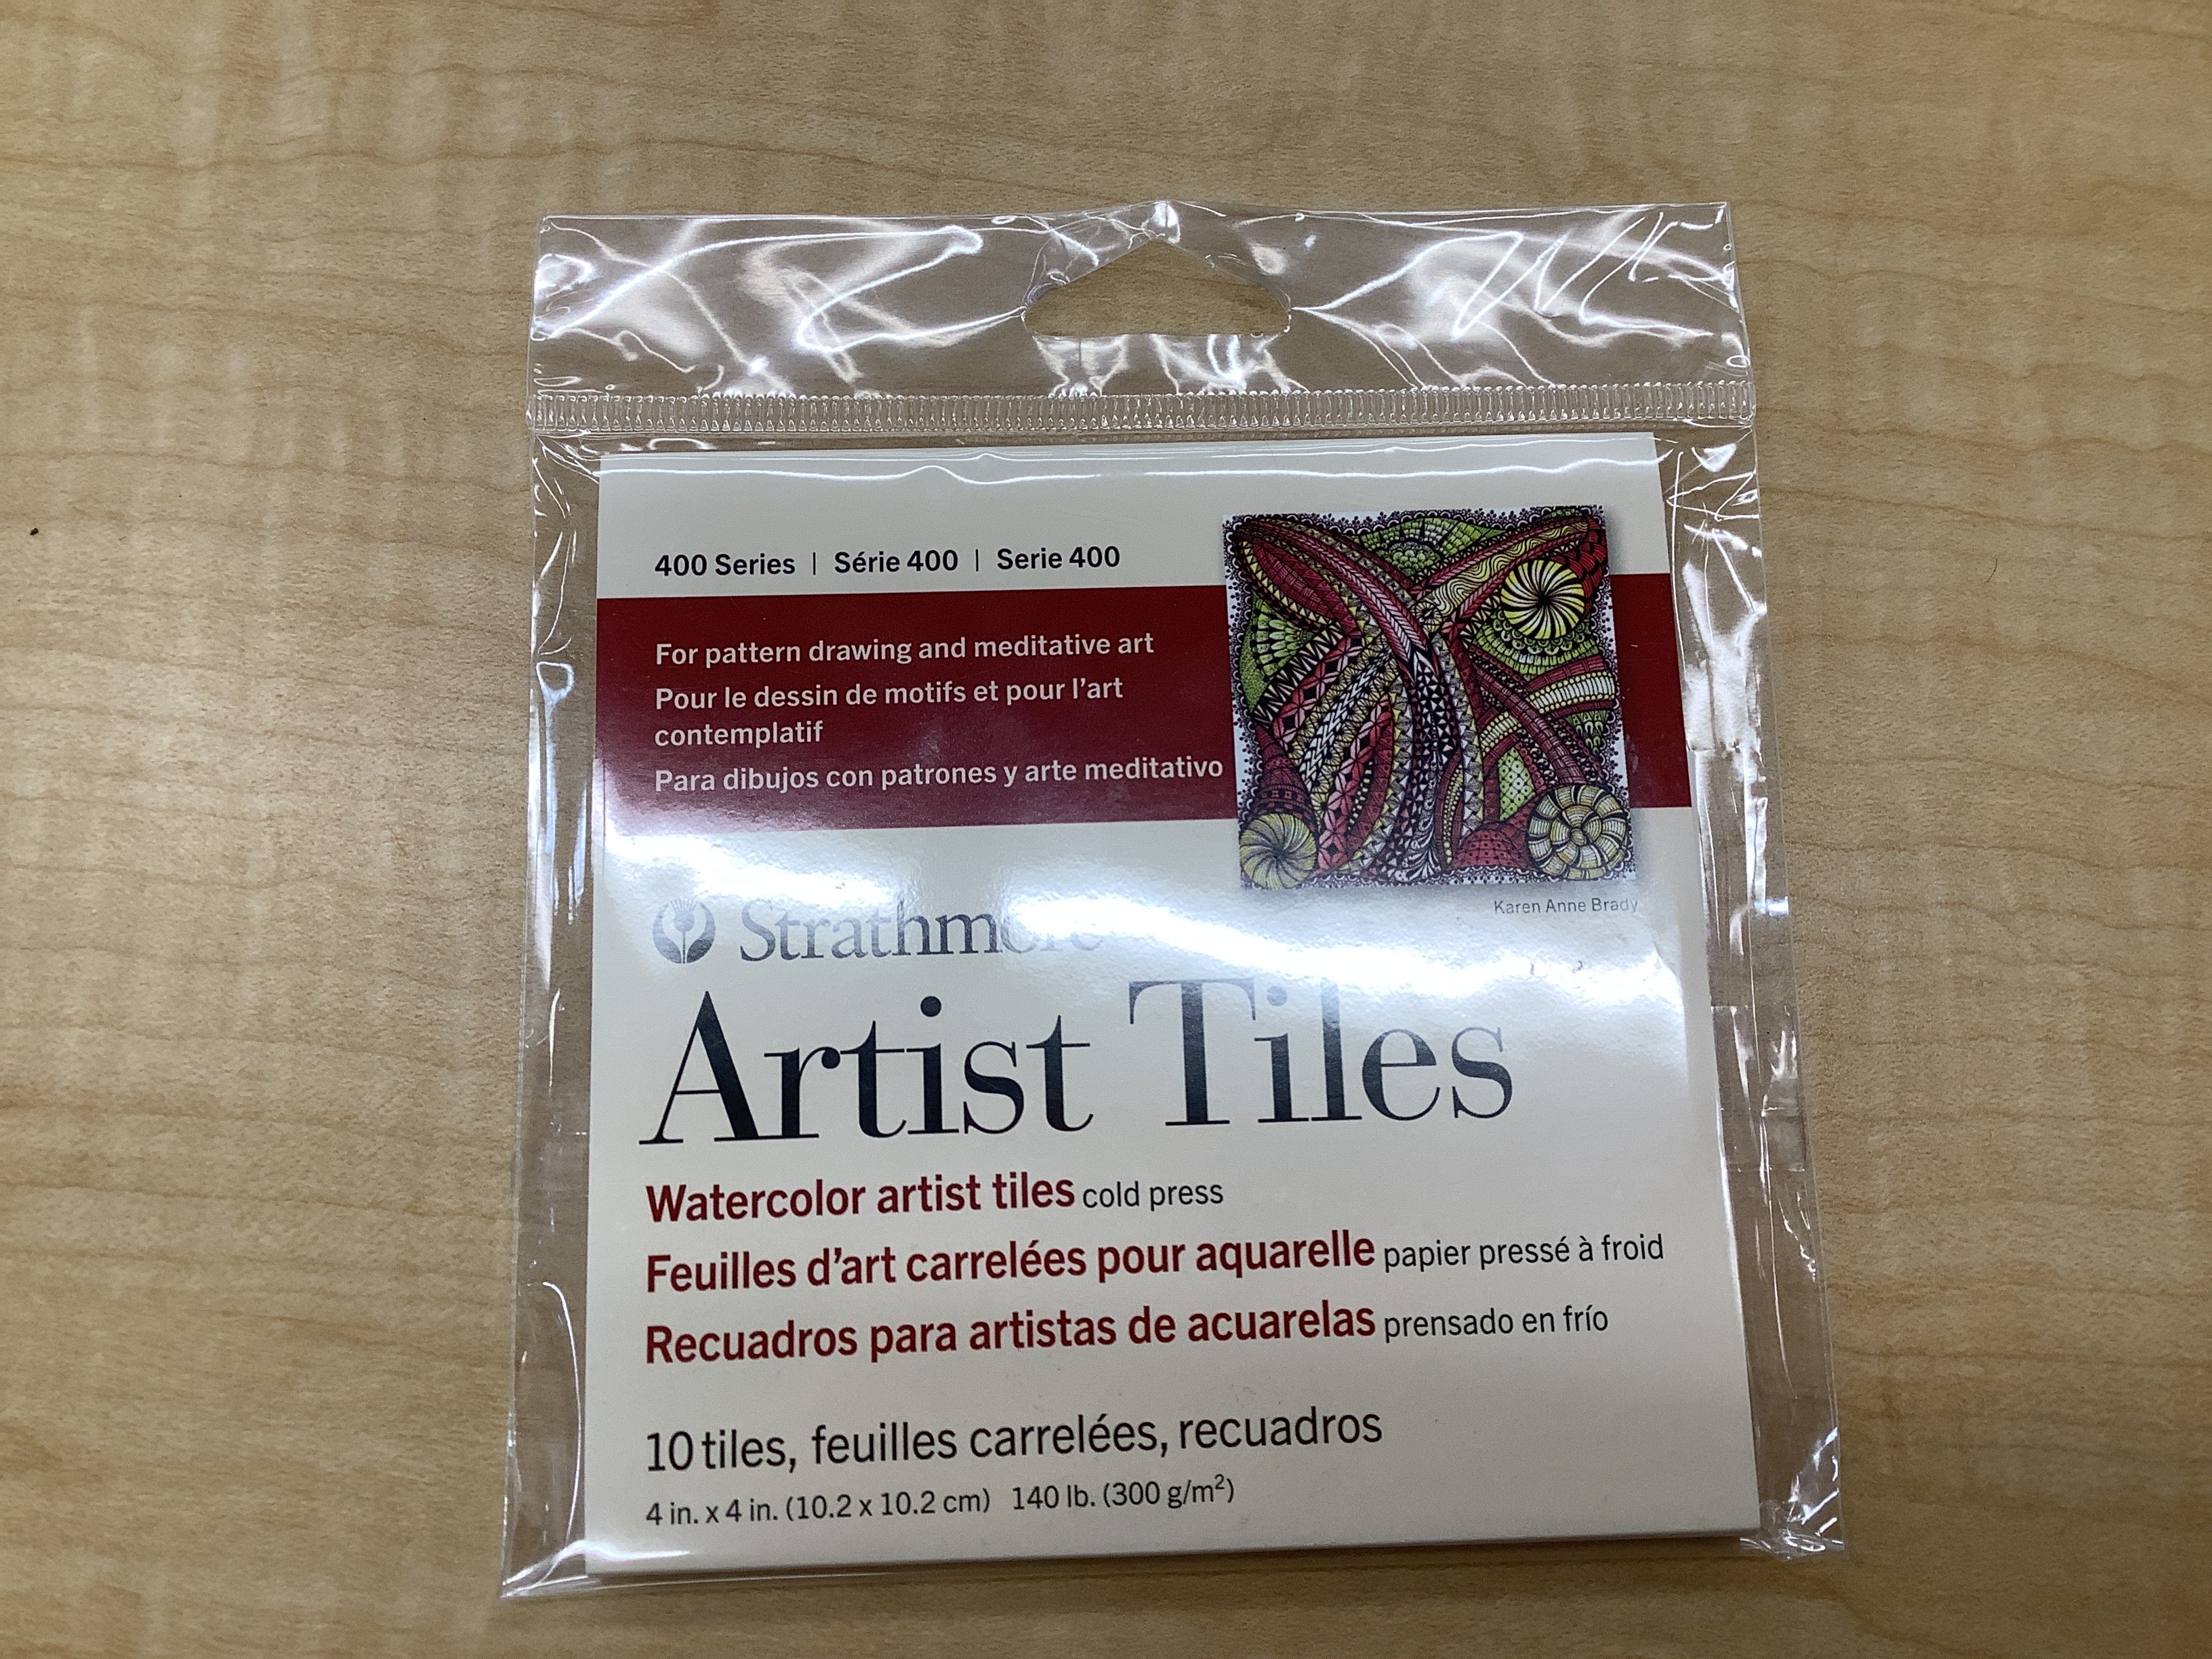 400 Series | Série 400 | Serie 400
For pattern drawing and meditative art
Pour le dessin de motifs et pour l'art
contemplatif
Para dibujos con patrones y arte meditativo
Karen Anne Brady
Strathmore
Artist Tiles
Watercolor artist tiles cold press
Feuilles d'art carrelées pour aquarelle papier pressé à froid
Recuadros para artistas de acuarelas prensado en frío
10 tiles, feuilles carrelées, recuadros
4 in. x 4 in. (10.2 x 10.2 cm) 140 lb. (300 g/m²)